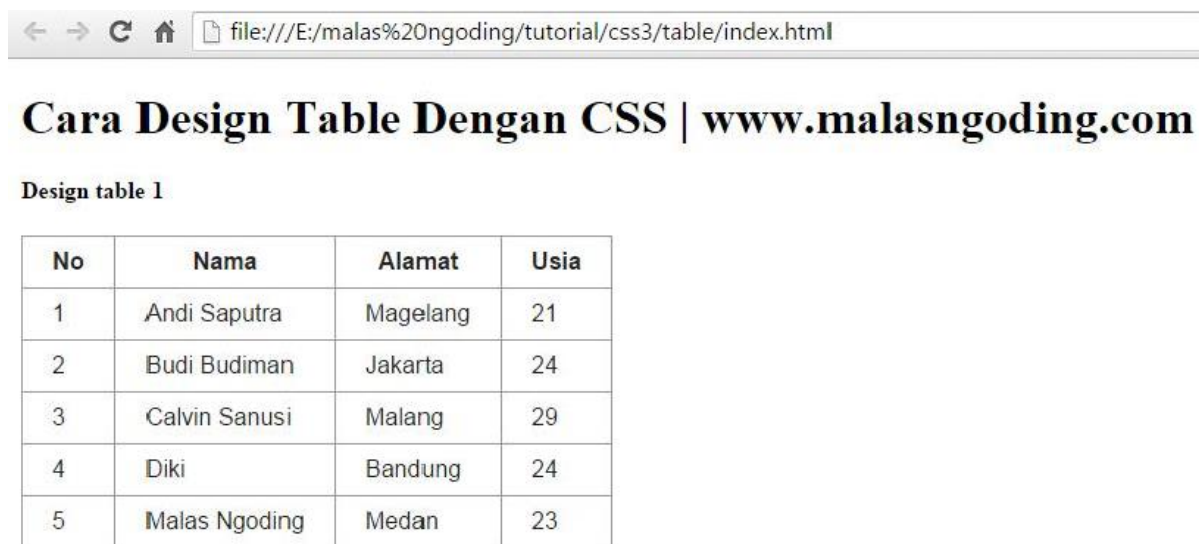 file:///E:/malas%20ngoding/tutorial/css3/table/index.html
Cara Design Table Dengan CSS | www.malasngoding.com
Design table 1
No Nama Alamat Usia
1 Andi Saputra Magelang 21
2 Budi Budiman Jakarta 24
3 Calvin Sanusi Malang 29
4 Diki Bandung 24
5 Malas Ngoding Medan 23